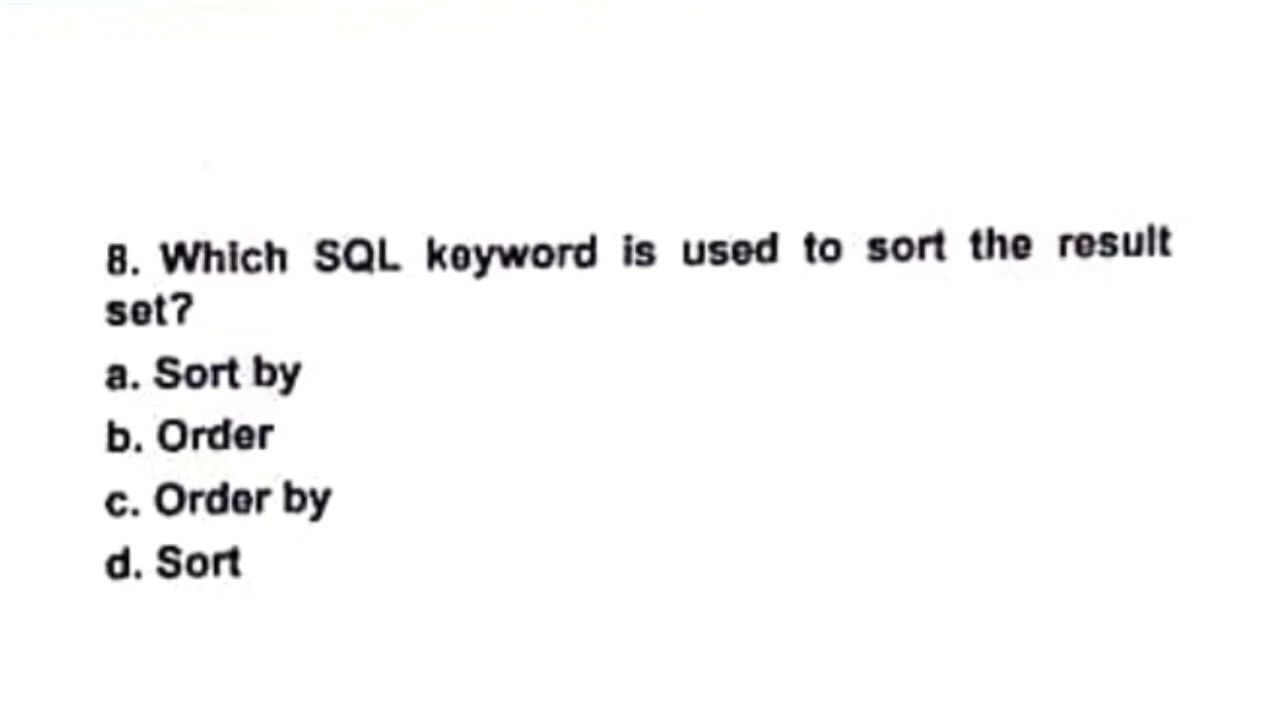 8. Which SQL keyword is used to sort the result
set?
a. Sort by
b. Order
c. Order by
d. Sort